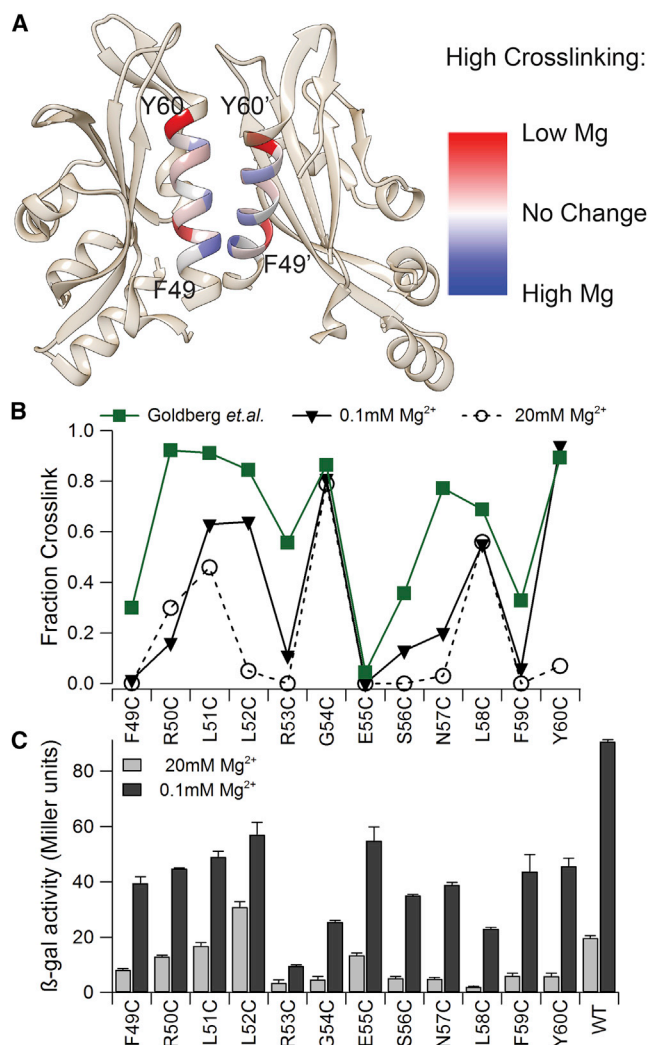 A
Y60 Y60'
F49 F49'
High Crosslinking:
Low Mg
No Change
High Mg
B
Goldberg et.al. 0.1mM Mg²⁺ 20mM Mg²⁺
Fraction Crosslink
1.0
0.8
0.6
0.4
0.2
0.0
F49C R50C L51C L52C R53C G54C E55C S56C N57C L58C F59C Y60C
C
20mM Mg²⁺
0.1mM Mg²⁺
ß-gal activity (Miller units)
80
60
40
20
0
F49C R50C L51C L52C R53C G54C E55C S56C N57C L58C F59C Y60C WT